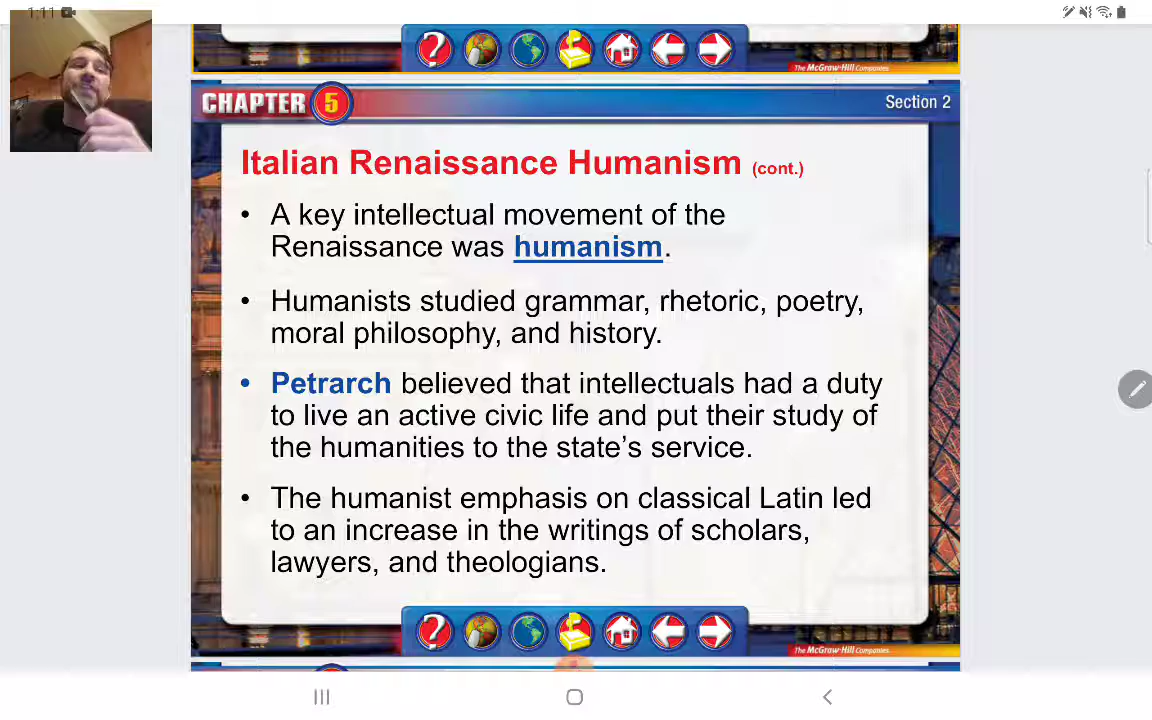 1:11
The McGraw·Hill Companies
CHAPTER 5
Section 2
Italian Renaissance Humanism (cont.)
• A key intellectual movement of the
Renaissance was humanism.
• Humanists studied grammar, rhetoric, poetry,
moral philosophy, and history.
• Petrarch believed that intellectuals had a duty
to live an active civic life and put their study of
the humanities to the state’s service.
• The humanist emphasis on classical Latin led
to an increase in the writings of scholars,
lawyers, and theologians.
The McGraw·Hill Companies